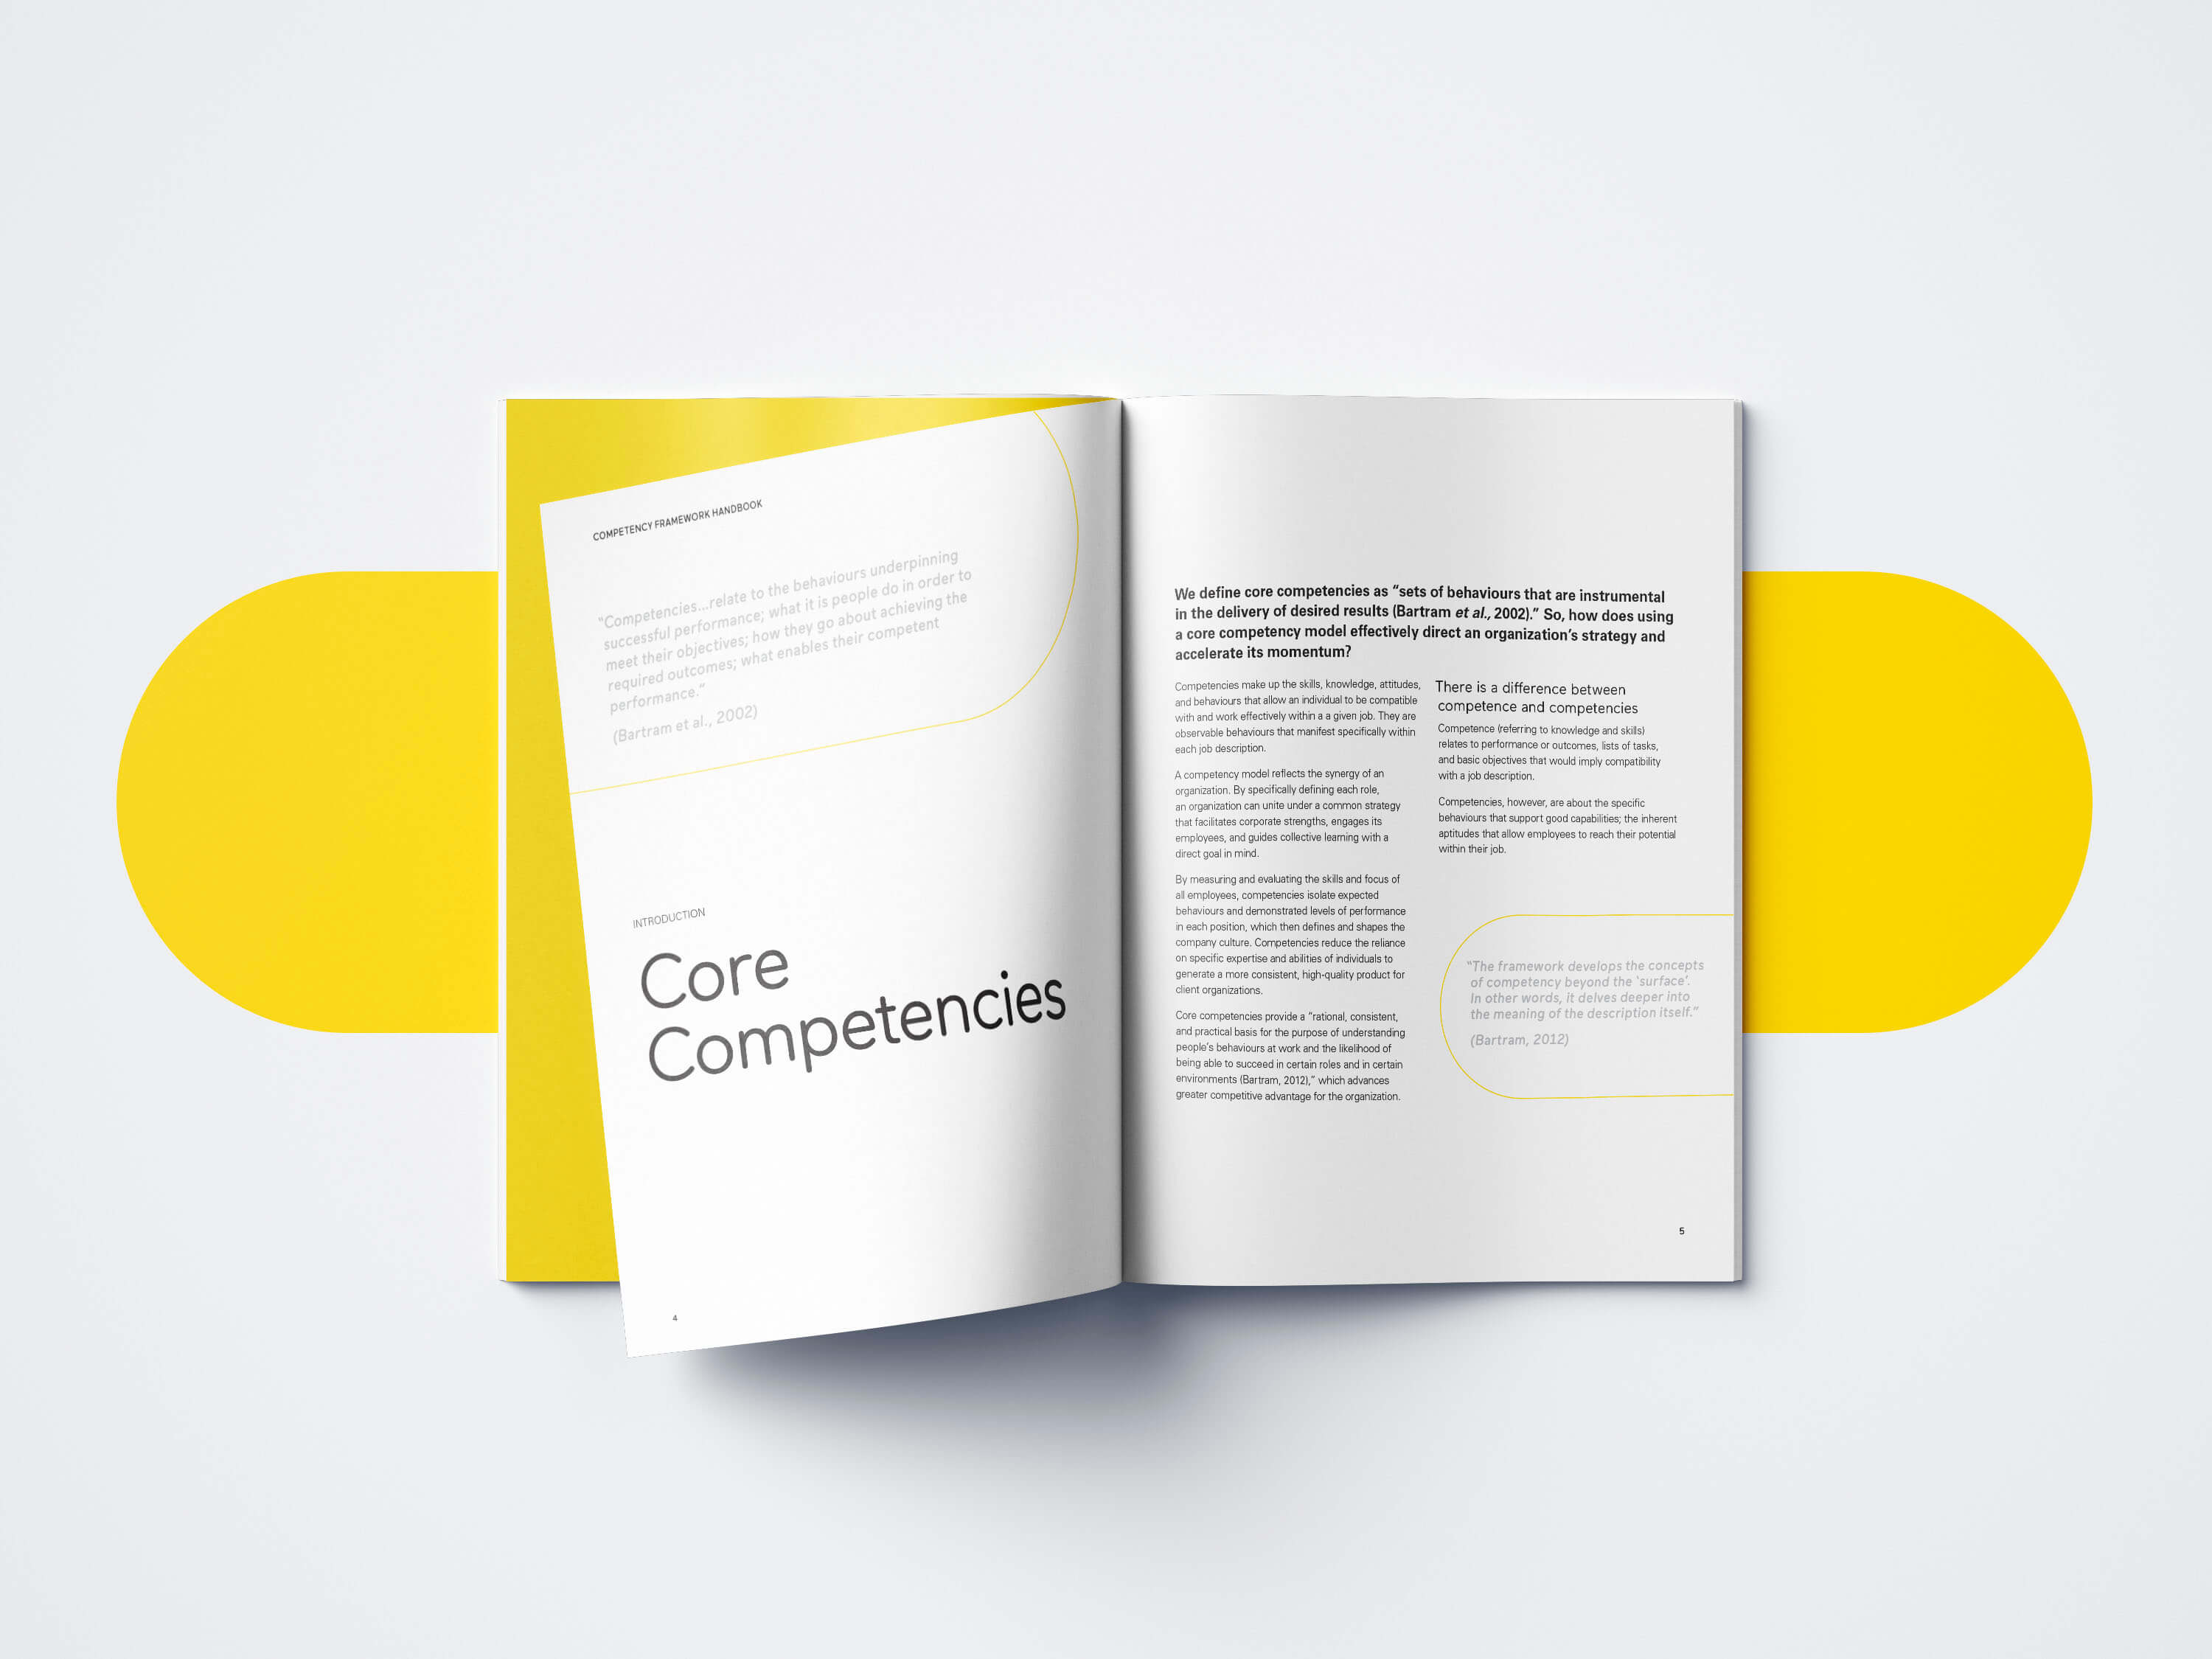 COMPETENCY FRAMEWORK HANDBOOK
“Competencies...relate to the behaviours underpinning
successful performance; what it is people do in order to
meet their objectives; how they go about achieving the
required outcomes; what enables their competent
performance.”
(Bartram et al., 2002)
INTRODUCTION
Core
Competencies
4
We define core competencies as “sets of behaviours that are instrumental
in the delivery of desired results (Bartram et al., 2002).” So, how does using
a core competency model effectively direct an organization’s strategy and
accelerate its momentum?
Competencies make up the skills, knowledge, attitudes,
and behaviours that allow an individual to be compatible
with and work effectively within a a given job. They are
observable behaviours that manifest specifically within
each job description.
A competency model reflects the synergy of an
organization. By specifically defining each role,
an organization can unite under a common strategy
that facilitates corporate strengths, engages its
employees, and guides collective learning with a
direct goal in mind.
By measuring and evaluating the skills and focus of
all employees, competencies isolate expected
behaviours and demonstrated levels of performance
in each position, which then defines and shapes the
company culture. Competencies reduce the reliance
on specific expertise and abilities of individuals to
generate a more consistent, high-quality product for
client organizations.
Core competencies provide a “rational, consistent,
and practical basis for the purpose of understanding
people’s behaviours at work and the likelihood of
being able to succeed in certain roles and in certain
environments (Bartram, 2012),” which advances
greater competitive advantage for the organization.
There is a difference between
competence and competencies
Competence (referring to knowledge and skills)
relates to performance or outcomes, lists of tasks,
and basic objectives that would imply compatibility
with a job description.
Competencies, however, are about the specific
behaviours that support good capabilities; the inherent
aptitudes that allow employees to reach their potential
within their job.
“The framework develops the concepts
of competency beyond the ‘surface’.
In other words, it delves deeper into
the meaning of the description itself.”
(Bartram, 2012)
5